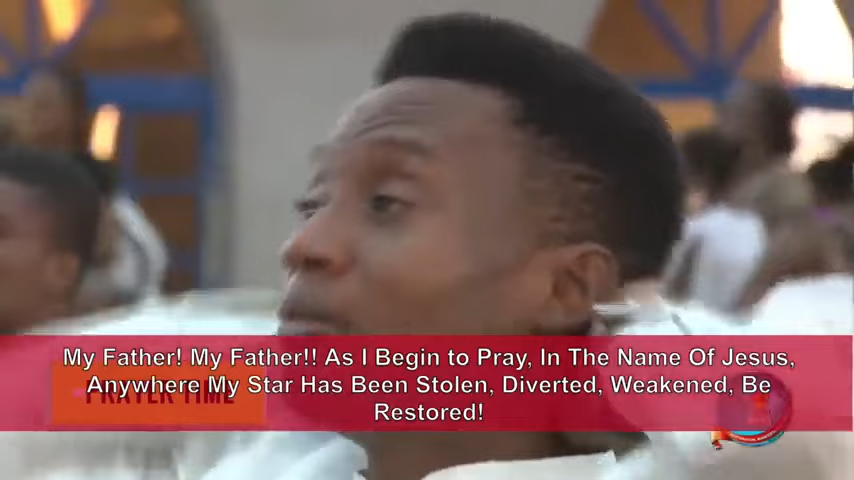 My Father! My Father!! As I Begin to Pray, In The Name Of Jesus,
Anywhere My Star Has Been Stolen, Diverted, Weakened, Be
Restored!
PRAYER TIME